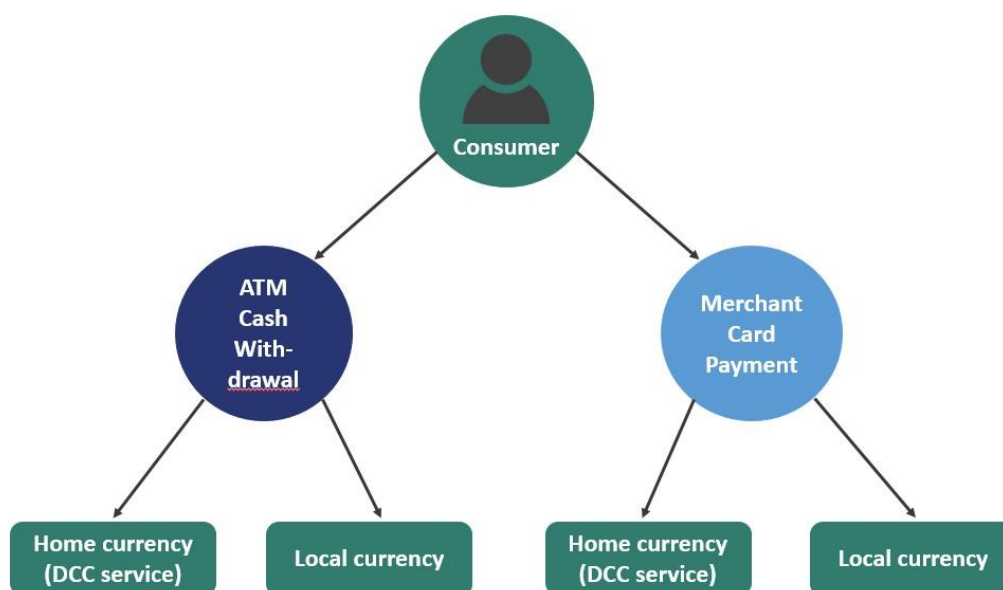 Consumer
ATM
Cash
With-
drawal
Merchant
Card
Payment
Home currency
(DCC service)
Local currency
Home currency
(DCC service)
Local currency